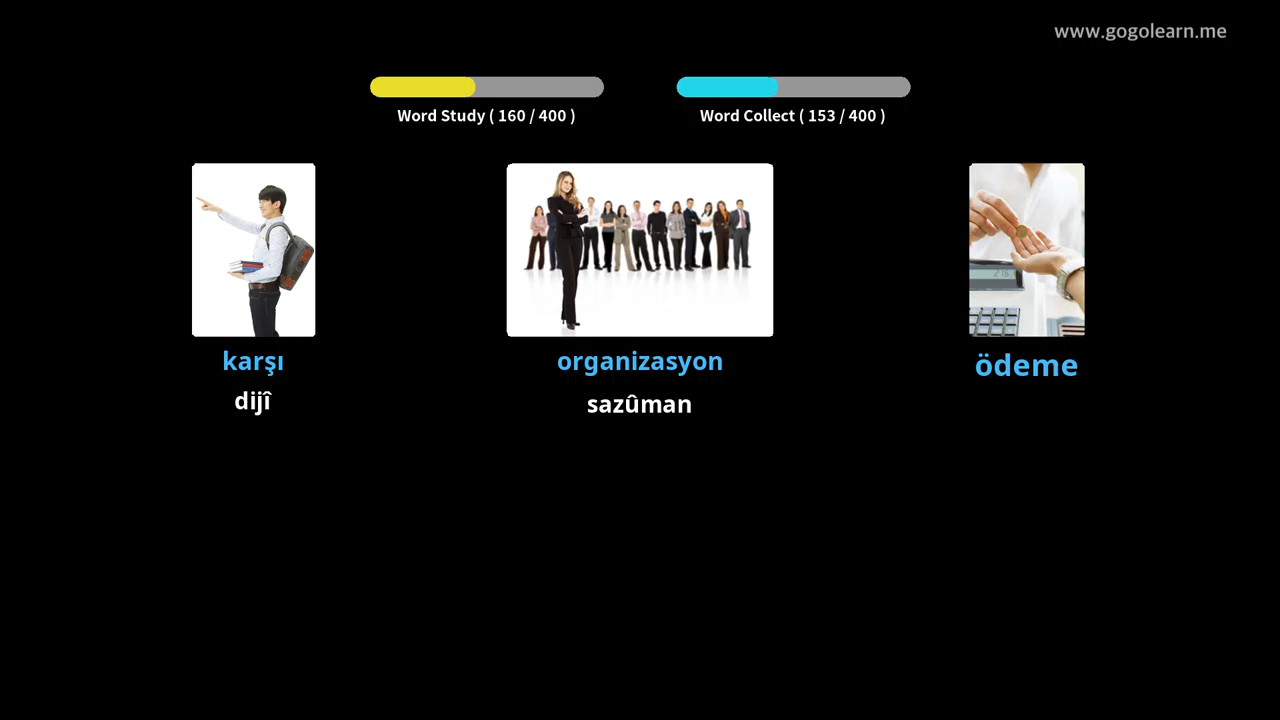 www.gogolearn.me
Word Study ( 160 / 400 )
Word Collect ( 153 / 400 )
karşı
dijî
organizasyon
sazûman
ödeme